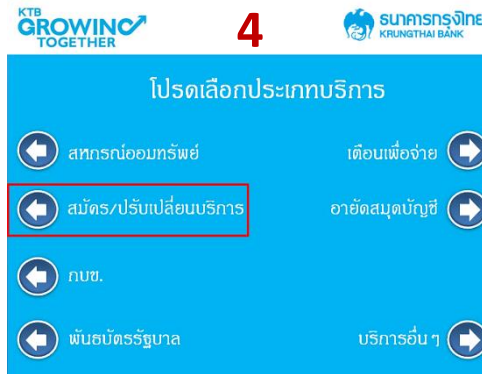 KTB
GROWING
TOGETHER
4
ธนาคารกรุงไทย
KRUNGTHAI BANK
โปรดเลือกประเภทบริการ
สหกรณ์ออมทรัพย์
เตือนเพื่อจ่าย
สมัคร/ปรับเปลี่ยนบริการ
อายัดสมุดบัญชี
กบข.
พันธบัตรรัฐบาล
บริการอื่น ๆ